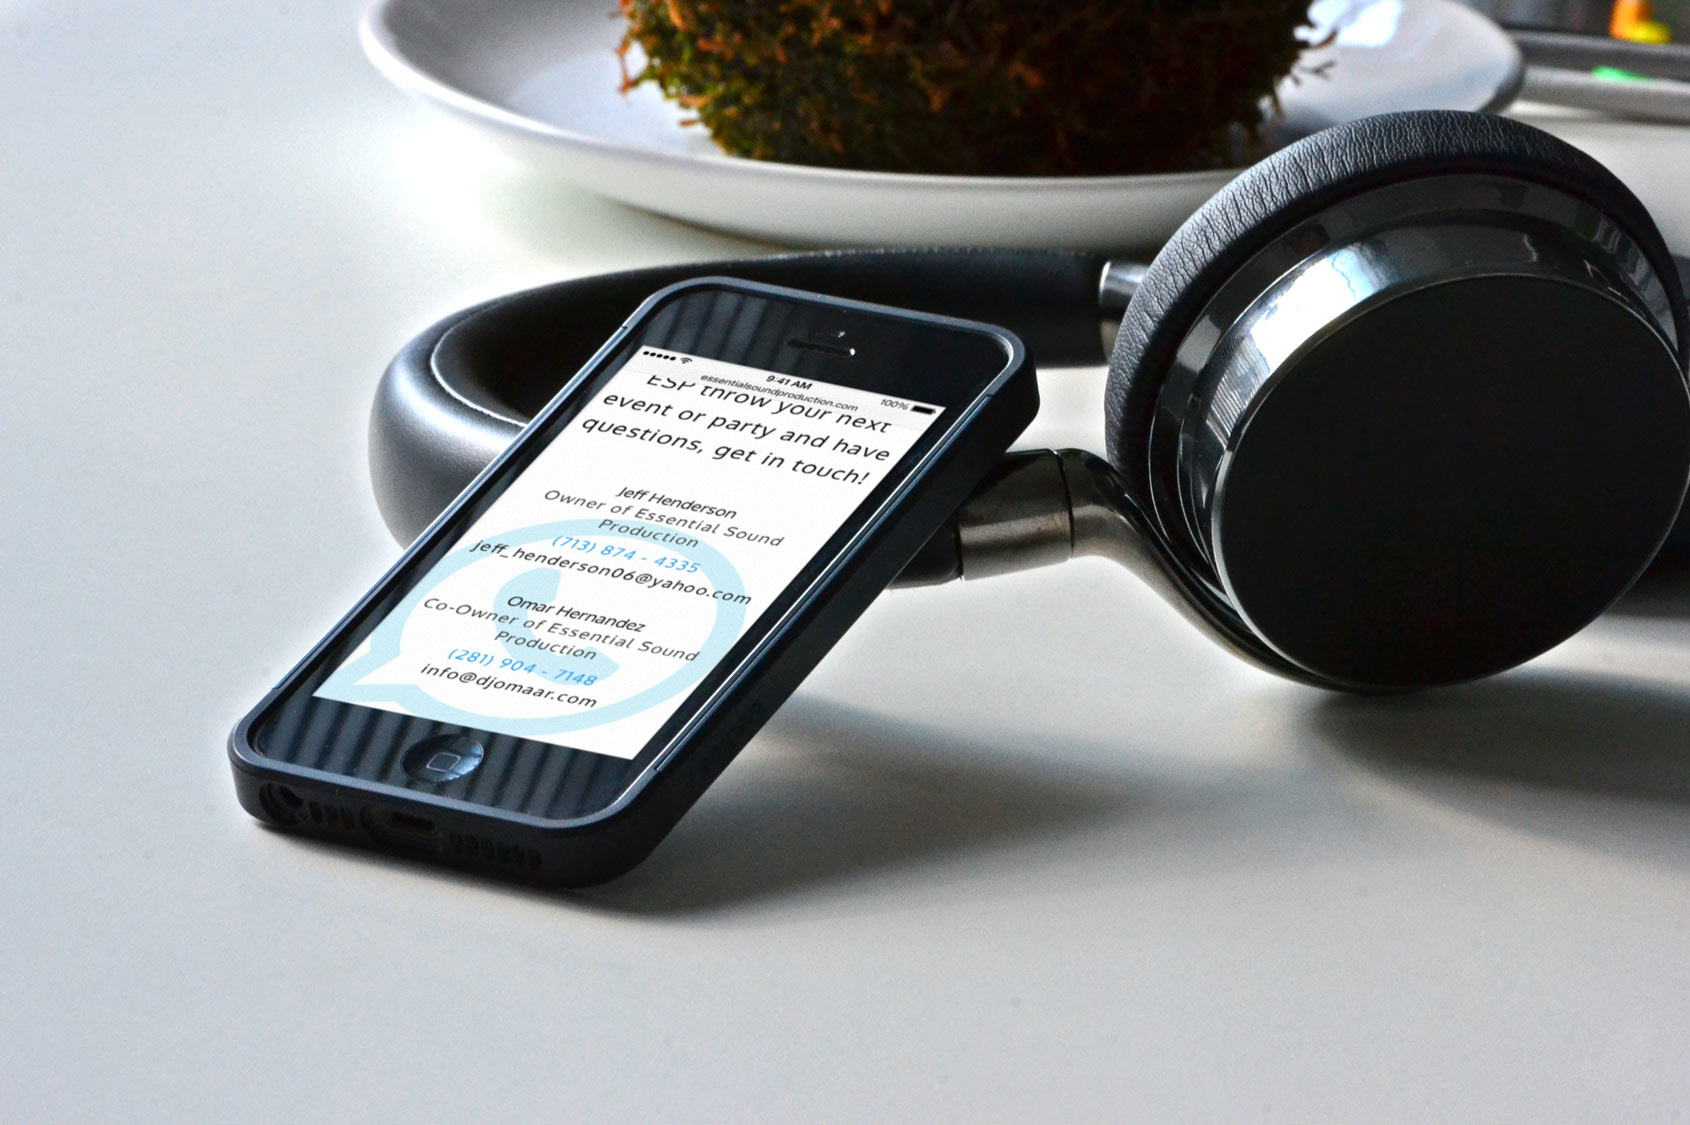 9:41 AM
essentialsoundproduction.com
100%
ESP throw your next
event or party and have
questions, get in touch!
Jeff Henderson
Owner of Essential Sound
Production
(713) 874 - 4335
jeff_henderson06@yahoo.com
Omar Hernandez
Co-Owner of Essential Sound
Production
(281) 904 - 7148
info@djomaar.com